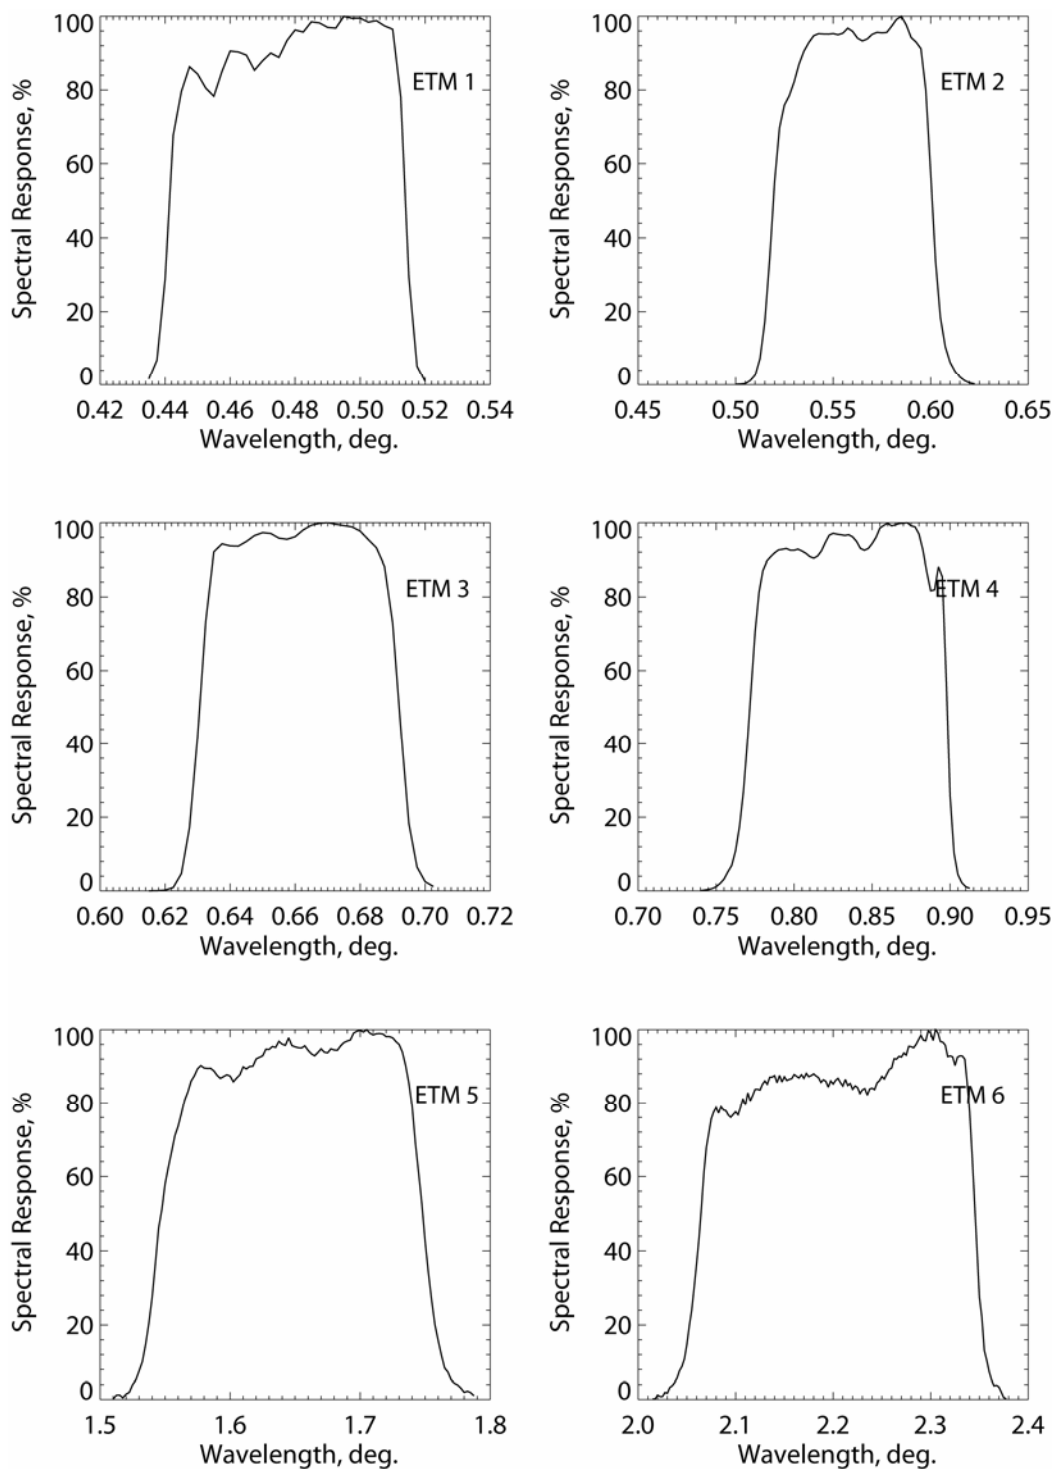 100
80
60
40
20
0
Spectral Response, %
ETM 1
0.42 0.44 0.46 0.48 0.50 0.52 0.54
Wavelength, deg.
100
80
60
40
20
0
Spectral Response, %
ETM 2
0.45 0.50 0.55 0.60 0.65
Wavelength, deg.
100
80
60
40
20
0
Spectral Response, %
ETM 3
0.60 0.62 0.64 0.66 0.68 0.70 0.72
Wavelength, deg.
100
80
60
40
20
0
Spectral Response, %
ETM 4
0.70 0.75 0.80 0.85 0.90 0.95
Wavelength, deg.
100
80
60
40
20
0
Spectral Response, %
ETM 5
1.5 1.6 1.7 1.8
Wavelength, deg.
100
80
60
40
20
0
Spectral Response, %
ETM 6
2.0 2.1 2.2 2.3 2.4
Wavelength, deg.